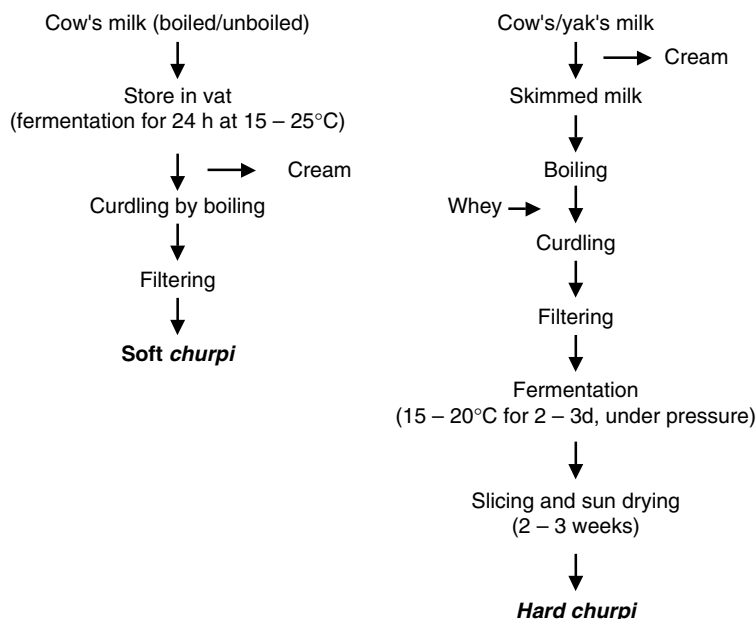 Cow's milk (boiled/unboiled)
Store in vat
(fermentation for 24 h at 15 – 25°C)
Cream
Curdling by boiling
Filtering
Soft churpi
Cow's/yak's milk
Cream
Skimmed milk
Boiling
Whey
Curdling
Filtering
Fermentation
(15 – 20°C for 2 – 3d, under pressure)
Slicing and sun drying
(2 – 3 weeks)
Hard churpi